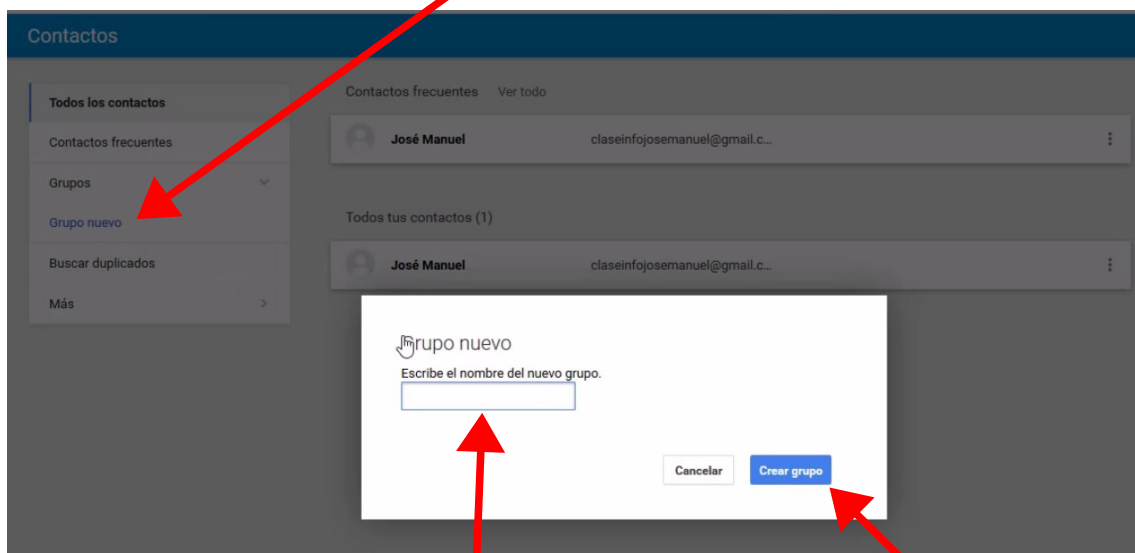 Contactos
Todos los contactos
Contactos frecuentes
Grupos
Grupo nuevo
Buscar duplicados
Más
Contactos frecuentes Ver todo
José Manuel claseinfojosemanuel@gmail.c...
Todos tus contactos (1)
José Manuel claseinfojosemanuel@gmail.c...
Grupo nuevo
Escribe el nombre del nuevo grupo.
Cancelar Crear grupo